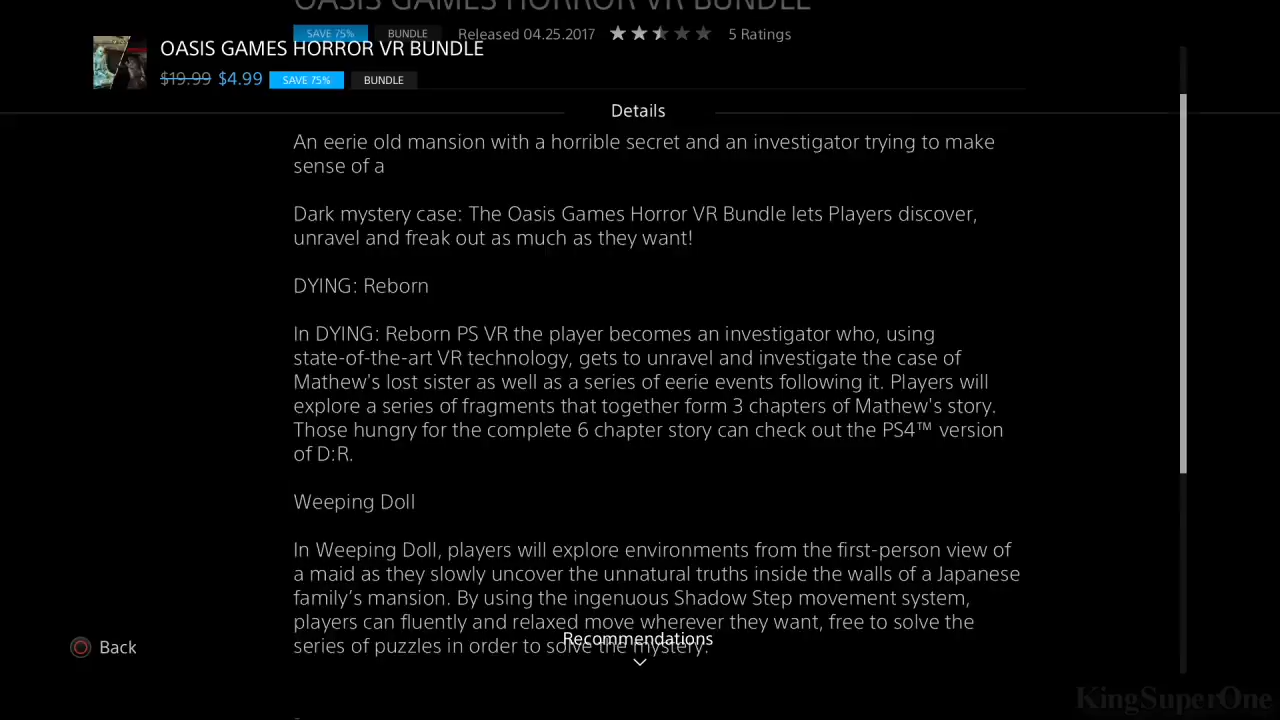 OASIS GAMES HORROR VR BUNDLE
SAVE 75% BUNDLE Released 04.25.2017 5 Ratings
OASIS GAMES HORROR VR BUNDLE
$19.99 $4.99 SAVE 75% BUNDLE
Details
An eerie old mansion with a horrible secret and an investigator trying to make
sense of a
Dark mystery case: The Oasis Games Horror VR Bundle lets Players discover,
unravel and freak out as much as they want!
DYING: Reborn
In DYING: Reborn PS VR the player becomes an investigator who, using
state-of-the-art VR technology, gets to unravel and investigate the case of
Mathew's lost sister as well as a series of eerie events following it. Players will
explore a series of fragments that together form 3 chapters of Mathew's story.
Those hungry for the complete 6 chapter story can check out the PS4™ version
of D:R.
Weeping Doll
In Weeping Doll, players will explore environments from the first-person view of
a maid as they slowly uncover the unnatural truths inside the walls of a Japanese
family’s mansion. By using the ingenuous Shadow Step movement system,
players can fluently and relaxed move wherever they want, free to solve the
series of puzzles in order to solve the mystery.
Recommendations
Back
KingSuperOne